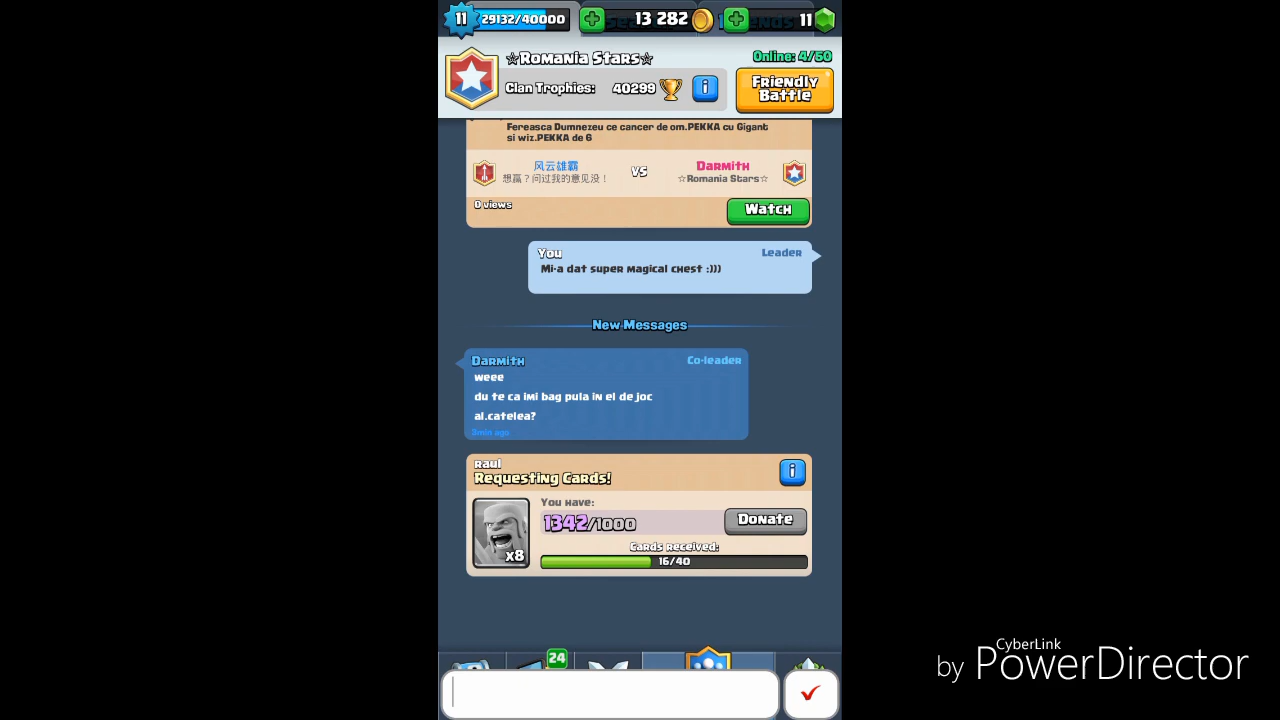 11 29132/40000 13 282 11
☆Romania Stars☆
Online: 4/50
Clan Trophies: 40299
i
Friendly
Battle
Fereasca Dumnezeu ce cancer de om.PEKKA cu Gigant
si wiz.PEKKA de 6
风云雄霸
想赢？问过我的意见没！
VS
Darmith
☆Romania Stars☆
0 views
Watch
You Leader
Mi-a dat super magical chest :)))
New Messages
Darmith Co-leader
weee
du te ca imi bag pula in el de joc
al.catelea?
3min ago
Raul
Requesting Cards!
i
You have:
1342/1000
Donate
x8
Cards received:
16/40
24
CyberLink
by PowerDirector